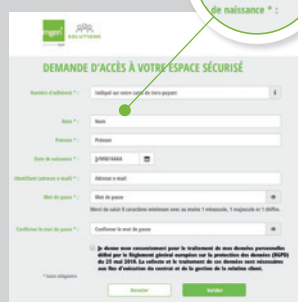 de naissance * :
mgen
SOLUTIONS
DEMANDE D'ACCÈS À VOTRE ESPACE SÉCURISÉ
Numéro d'adhérent * :
Indiqué sur votre carte de tiers-payant
i
Nom * :
Nom
Prénom * :
Prénom
Date de naissance * :
JJ/MM/AAAA
Identifiant (adresse e-mail) * :
Adresse e-mail
Mot de passe * :
Mot de passe
Merci de saisir 8 caractères minimum avec au moins 1 minuscule, 1 majuscule et 1 chiffre.
Confirmer le mot de passe * :
Confirmer le mot de passe
Je donne mon consentement pour le traitement de mes données personnelles
défini par le Règlement général européen sur la protection des données (RGPD)
du 25 mai 2018. La collecte et le traitement de ces données sont nécessaires
aux fins d'exécution du contrat et de la gestion de la relation client.
* Saisie obligatoire
Annuler
Valider